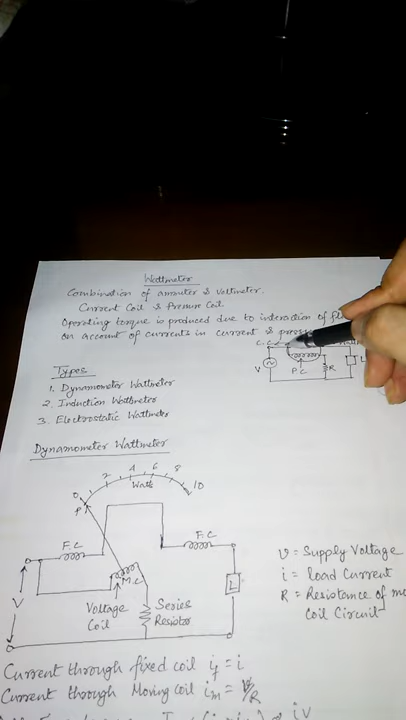 Wattmeter
Combination of ammeter & voltmeter.
Current Coil & Pressure Coil
Operating torque is produced due to interaction of
on account of currents in current &
C.C.
V
P.C.
R
L
Types
1. Dynamometer Wattmeter
2. Induction Wattmeter
3. Electrostatic Wattmeter
Dynamometer Wattmeter
0 2 4 6 8 10
P
Watt
F.C
F.C
M.C.
V
Voltage
Coil
Series
Resistor
L
v = Supply Voltage
i = load Current
R = Resistance of
Coil Circuit
Current through fixed coil if = i
Current through Moving coil im = v/R